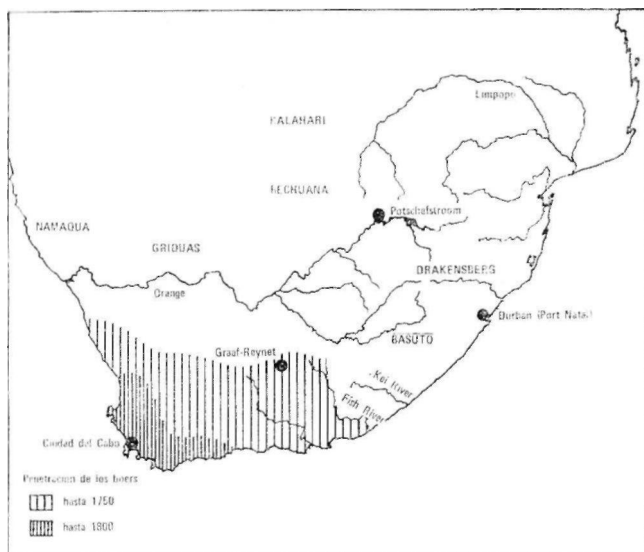 Limpopo
KALAHARI
BECHUANA
Potschefstroom
NAMAQUA
GRIQUAS
DRAKENSBERG
Orange
Durban (Port Natal)
BASUTO
Graaf-Reynet
Kei River
Fish River
Ciudad del Cabo
Penetración de los boers
hasta 1750
hasta 1800